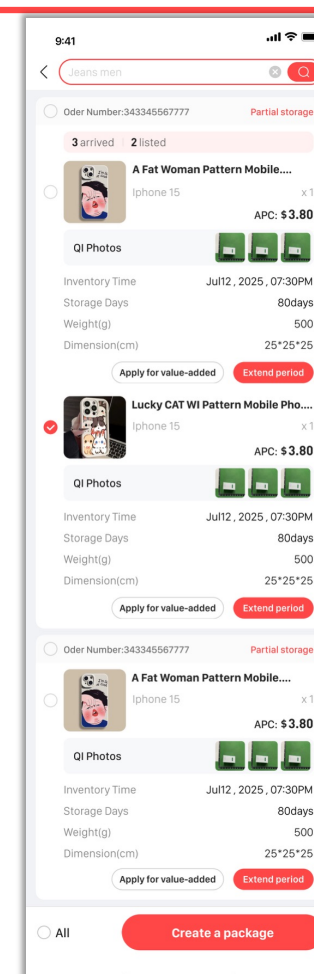 9:41
Jeans men
Oder Number:343345567777 Partial storage
3 arrived 2 listed
A Fat Woman Pattern Mobile....
Iphone 15 x 1
APC: $3.80
QI Photos
Inventory Time Jul12 , 2025 , 07:30PM
Storage Days 80days
Weight(g) 500
Dimension(cm) 25*25*25
Apply for value-added Extend period
Lucky CAT WI Pattern Mobile Pho....
Iphone 15 x 1
APC: $3.80
QI Photos
Inventory Time Jul12 , 2025 , 07:30PM
Storage Days 80days
Weight(g) 500
Dimension(cm) 25*25*25
Apply for value-added Extend period
Oder Number:343345567777 Partial storage
A Fat Woman Pattern Mobile....
Iphone 15 x 1
APC: $3.80
QI Photos
Inventory Time Jul12 , 2025 , 07:30PM
Storage Days 80days
Weight(g) 500
Dimension(cm) 25*25*25
Apply for value-added Extend period
All Create a package